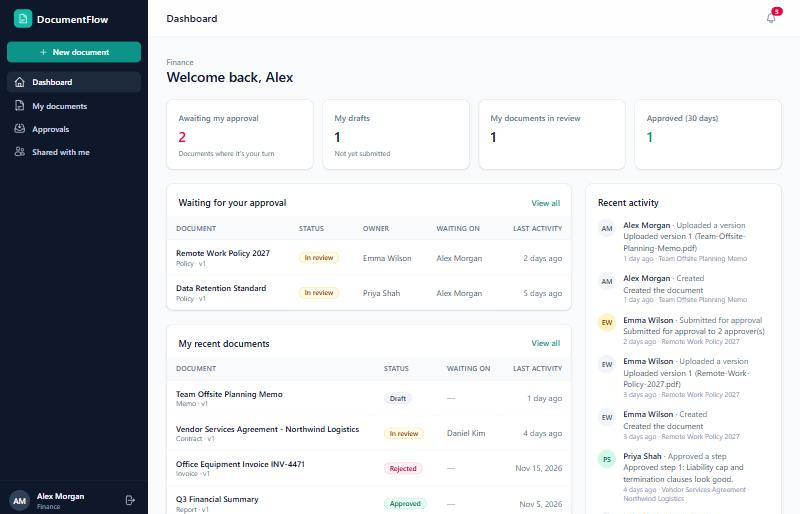 DocumentFlow
+ New document
Dashboard
My documents
Approvals
Shared with me
AM
Alex Morgan
Finance
Dashboard
5
Finance
Welcome back, Alex
Awaiting my approval
2
Documents where it's your turn
My drafts
1
Not yet submitted
My documents in review
1
Approved (30 days)
1
Waiting for your approval
View all
DOCUMENT STATUS OWNER WAITING ON LAST ACTIVITY
Remote Work Policy 2027 In review Emma Wilson Alex Morgan 2 days ago
Policy · v1
Data Retention Standard In review Priya Shah Alex Morgan 5 days ago
Policy · v1
My recent documents
View all
DOCUMENT STATUS WAITING ON LAST ACTIVITY
Team Offsite Planning Memo Draft — 1 day ago
Memo · v1
Vendor Services Agreement - Northwind Logistics In review Daniel Kim 4 days ago
Contract · v1
Office Equipment Invoice INV-4471 Rejected — Nov 15, 2026
Invoice · v1
Q3 Financial Summary Approved — Nov 5, 2026
Report · v1
Recent activity
AM
Alex Morgan · Uploaded a version
Uploaded version 1 (Team-Offsite-
Planning-Memo.pdf)
1 day ago · Team Offsite Planning Memo
AM
Alex Morgan · Created
Created the document
1 day ago · Team Offsite Planning Memo
EW
Emma Wilson · Submitted for approval
Submitted for approval to 2 approver(s)
2 days ago · Remote Work Policy 2027
EW
Emma Wilson · Uploaded a version
Uploaded version 1 (Remote-Work-
Policy-2027.pdf)
3 days ago · Remote Work Policy 2027
EW
Emma Wilson · Created
Created the document
3 days ago · Remote Work Policy 2027
PS
Priya Shah · Approved a step
Approved step 1: Liability cap and
termination clauses look good.
4 days ago · Vendor Services Agreement -
Northwind Logistics